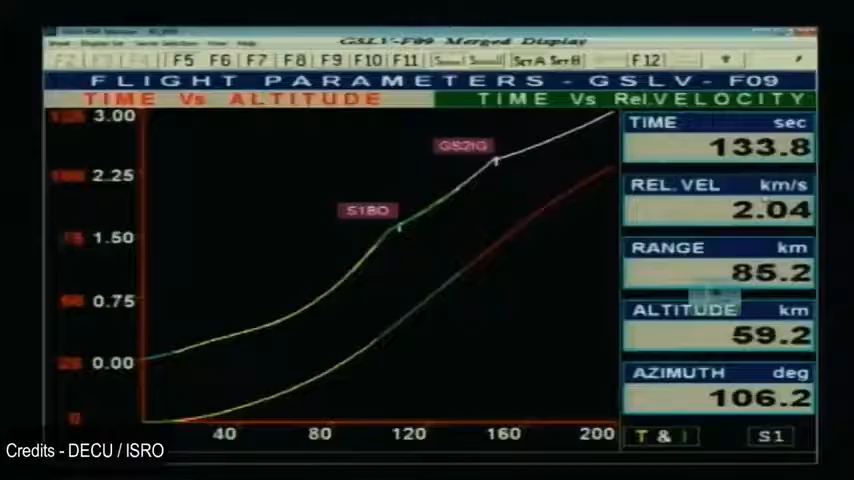 GSLV-F09 Merged Display
F5 F6 F7 F8 F9 F10 F11 F12
FLIGHT PARAMETERS - GSLV - F09
TIME Vs ALTITUDE
TIME Vs Rel.VELOCITY
3.00
2.25
1.50
0.75
0.00
0
GS2IG
S1BO
40 80 120 160 200
TIME sec
133.8
REL.VEL km/s
2.04
RANGE km
85.2
ALTITUDE km
59.2
AZIMUTH deg
106.2
T & I
S1
Credits - DECU / ISRO